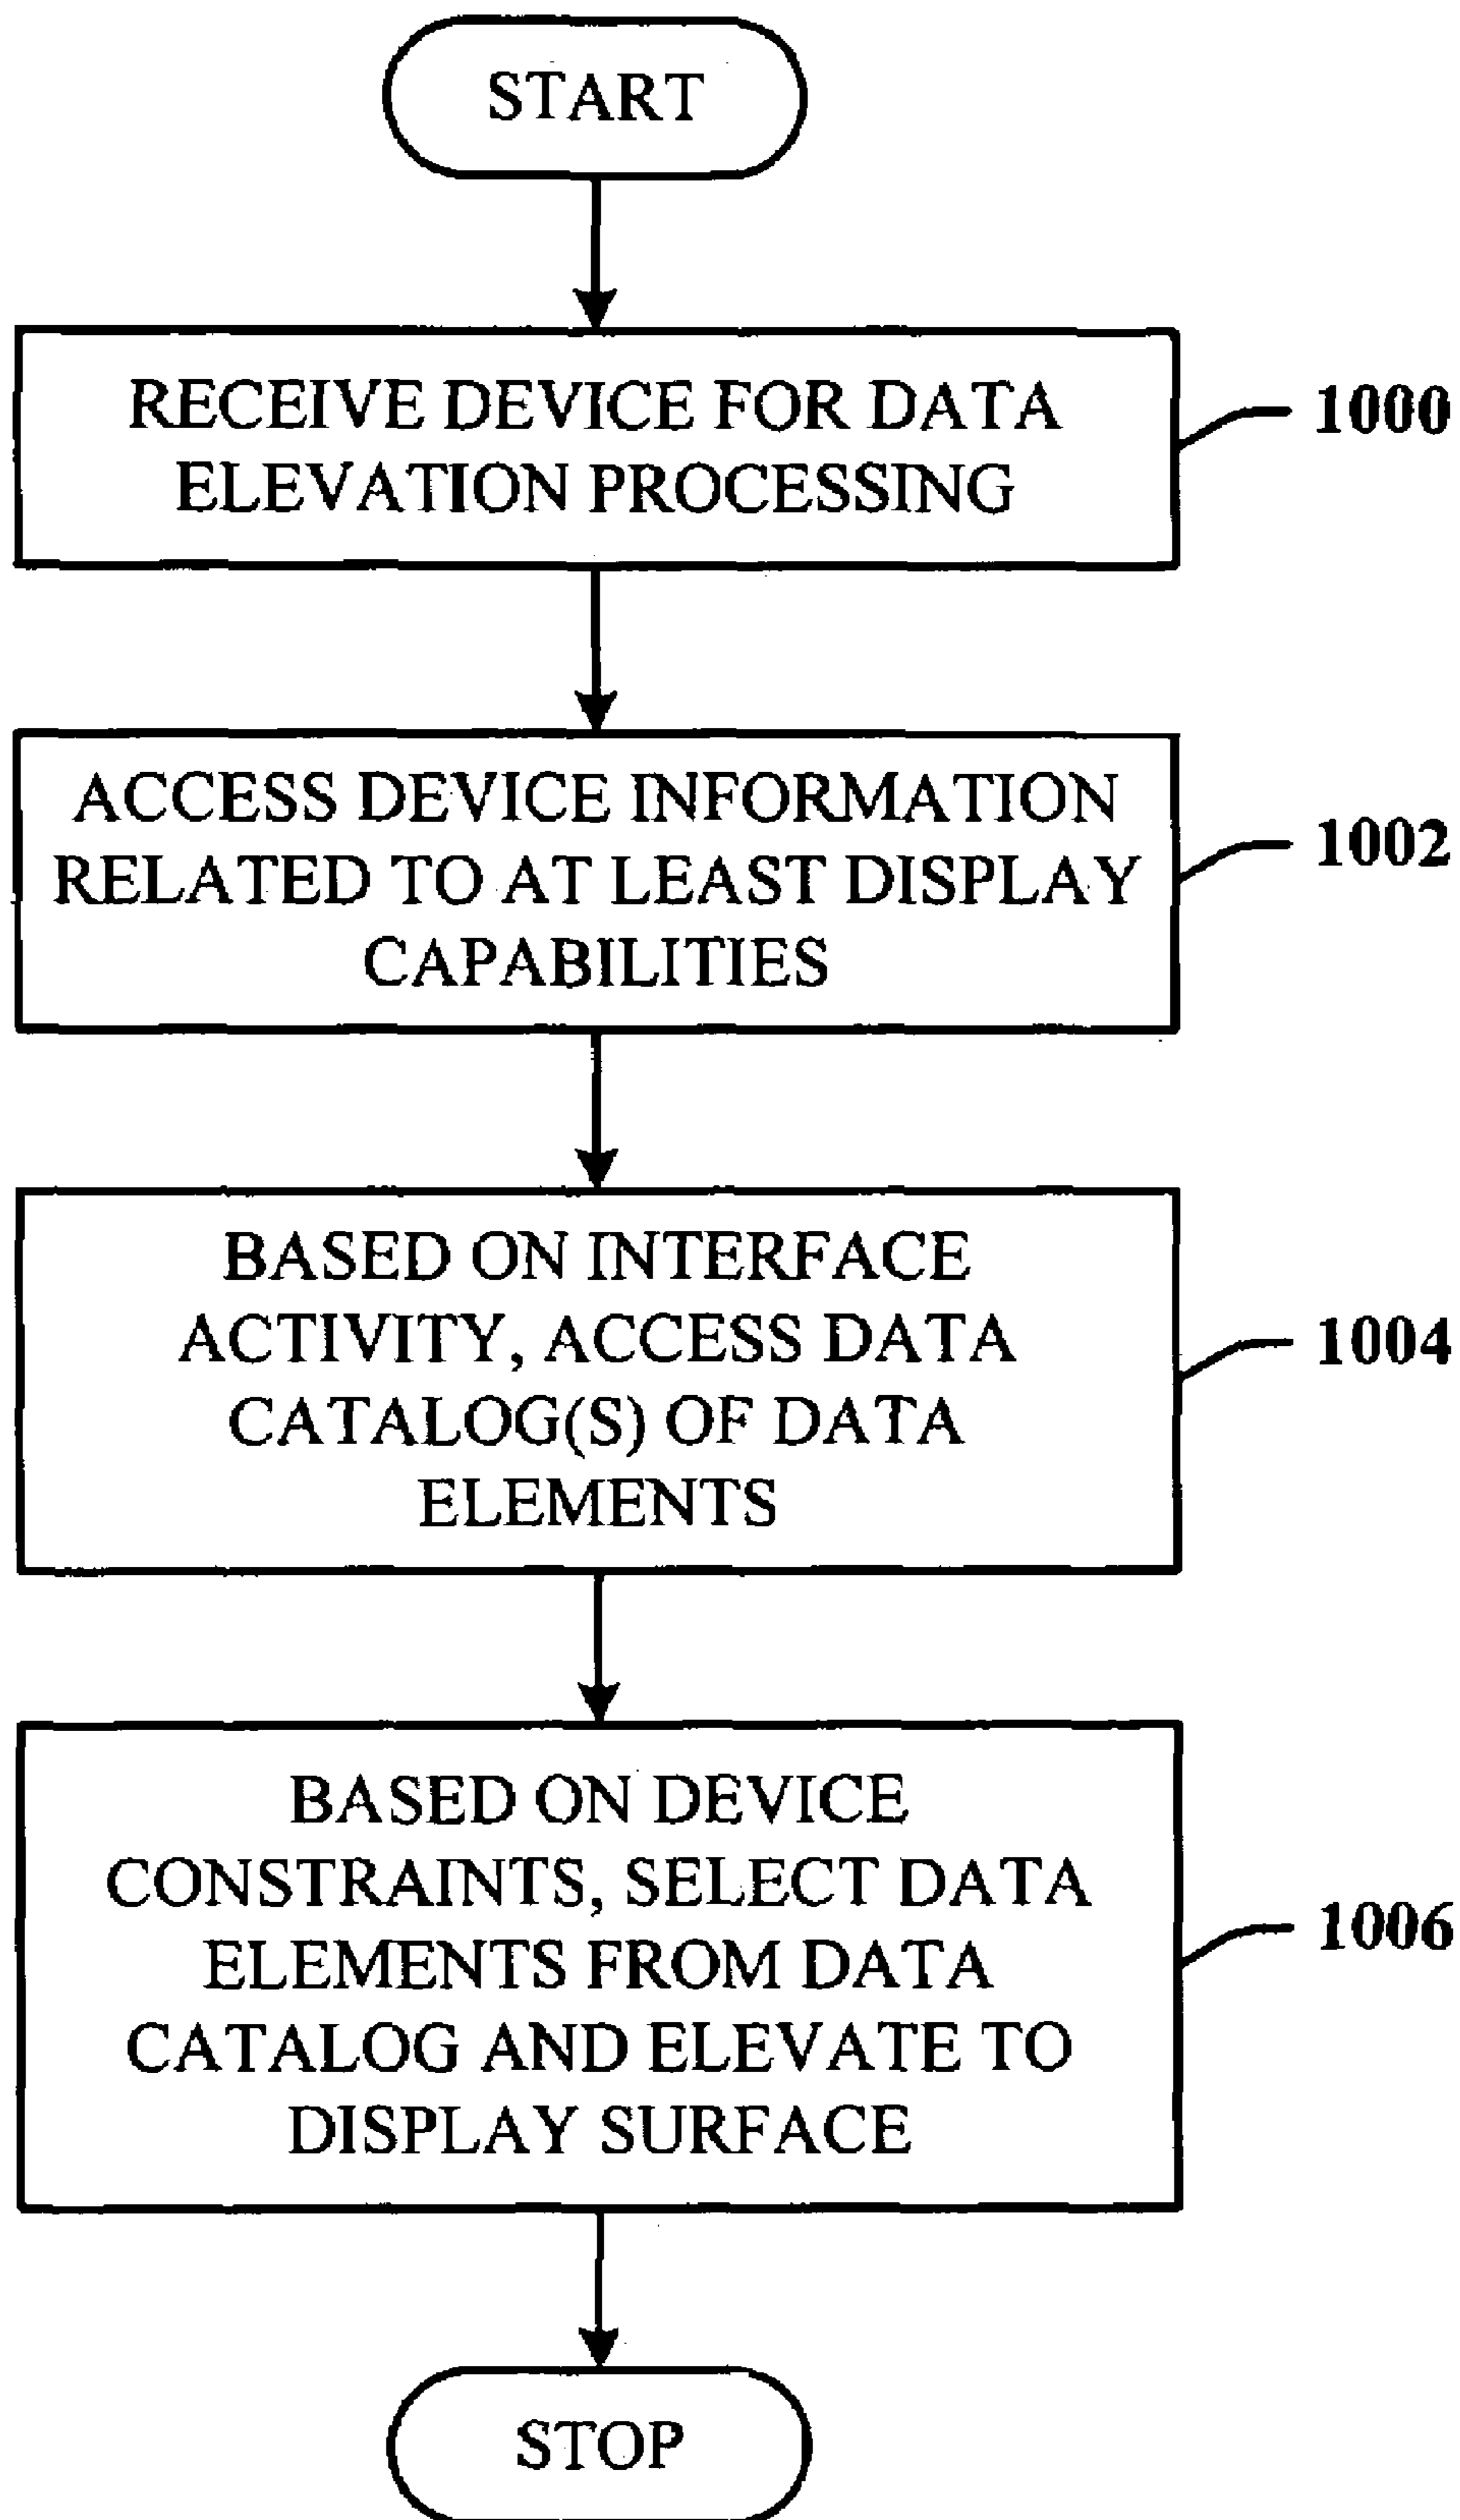 START
RECEIVE DEVICE FOR DATA
ELEVATION PROCESSING
1000
ACCESS DEVICE INFORMATION
RELATED TO AT LEAST DISPLAY
CAPABILITIES
1002
BASED ON INTERFACE
ACTIVITY, ACCESS DATA
CATALOG(S) OF DATA
ELEMENTS
1004
BASED ON DEVICE
CONSTRAINTS, SELECT DATA
ELEMENTS FROM DATA
CATALOG AND ELEVATE TO
DISPLAY SURFACE
1006
STOP